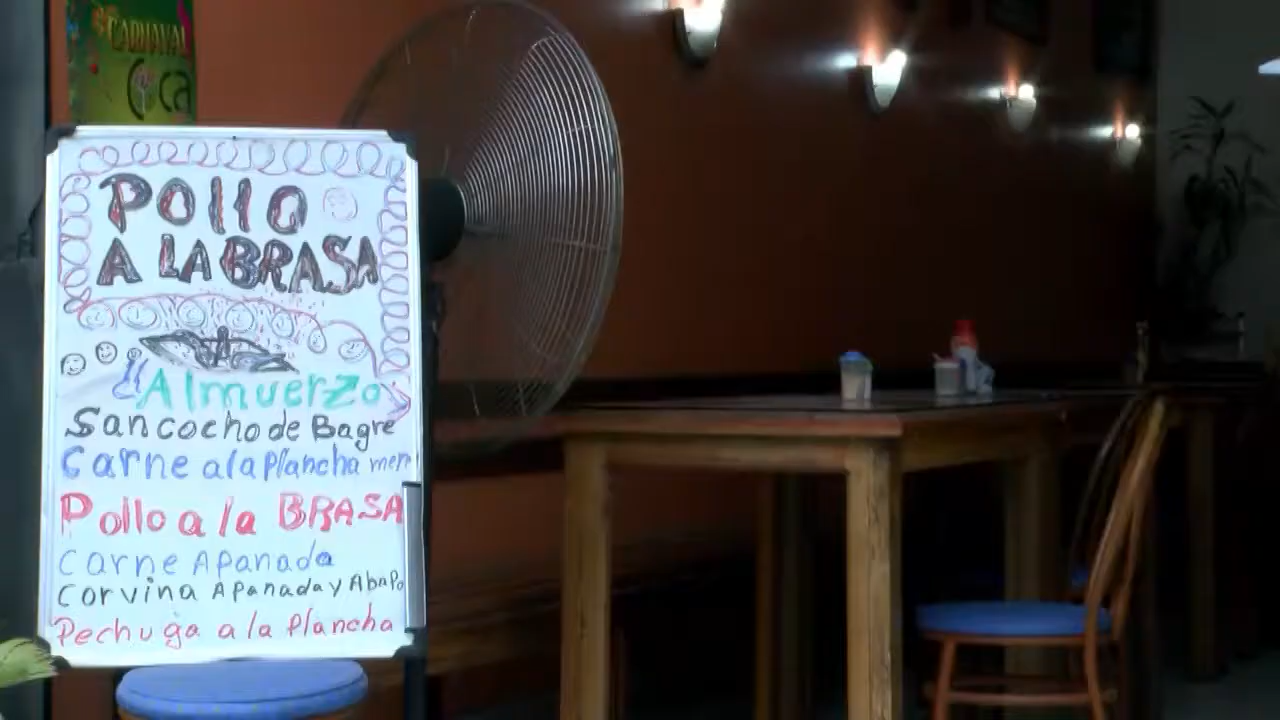 CARNAVAL
Cica
POllO
A LA BRASA
Almuerzo
Sancocho de Bagre
Carne a la Plancha
Pollo a la BRASA
Carne APanada
Corvina APanada y
Pechuga a la Plancha